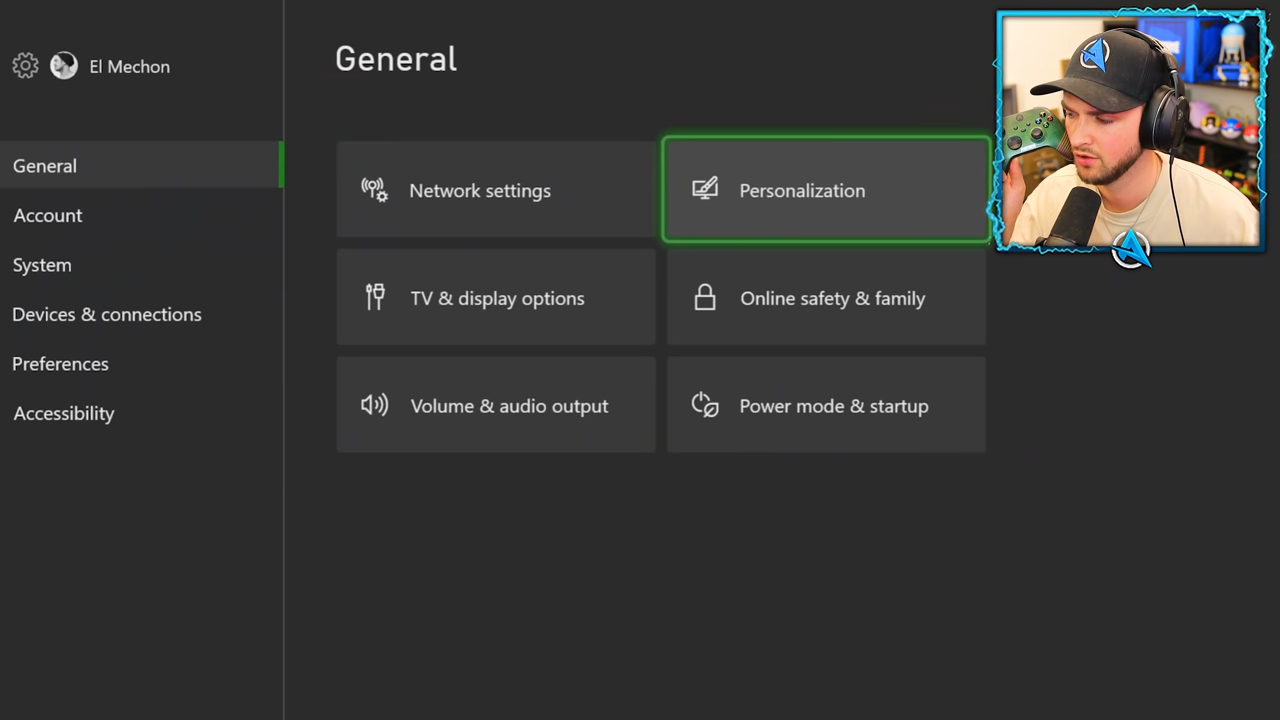 El Mechon
General
Account
System
Devices & connections
Preferences
Accessibility
General
Network settings
Personalization
TV & display options
Online safety & family
Volume & audio output
Power mode & startup